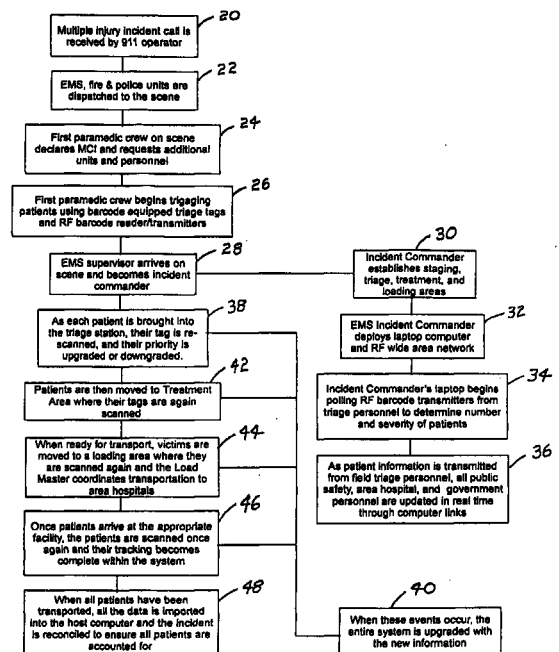 20
Multiple injury incident call is
received by 911 operator
22
EMS, fire & police units are
dispatched to the scene
24
First paramedic crew on scene
declares MCI and requests additional
units and personnel
26
First paramedic crew begins trigaging
patients using barcode equipped triage tags
and RF barcode reader/transmitters
28
EMS supervisor arrives on
scene and becomes incident
commander
30
Incident Commander
establishes staging,
triage, treatment, and
loading areas
32
EMS Incident Commander
deploys laptop computer
and RF wide area network
34
Incident Commander's laptop begins
polling RF barcode transmitters from
triage personnel to determine number
and severity of patients
36
As patient information is transmitted
from field triage personnel, all public
safety, area hospital, and government
personnel are updated in real time
through computer links
38
As each patient is brought into
the triage station, their tag is re-
scanned, and their priority is
upgraded or downgraded.
42
Patients are then moved to Treatment
Area where their tags are again
scanned
44
When ready for transport, victims are
moved to a loading area where they
are scanned again and the Load
Master coordinates transportation to
area hospitals
46
Once patients arrive at the appropriate
facility, the patients are scanned once
again and their tracking becomes
complete within the system
48
When all patients have been
transported, all the data is imported
into the host computer and the incident
is reconciled to ensure all patients are
accounted for
40
When these events occur, the
entire system is upgraded with
the new information